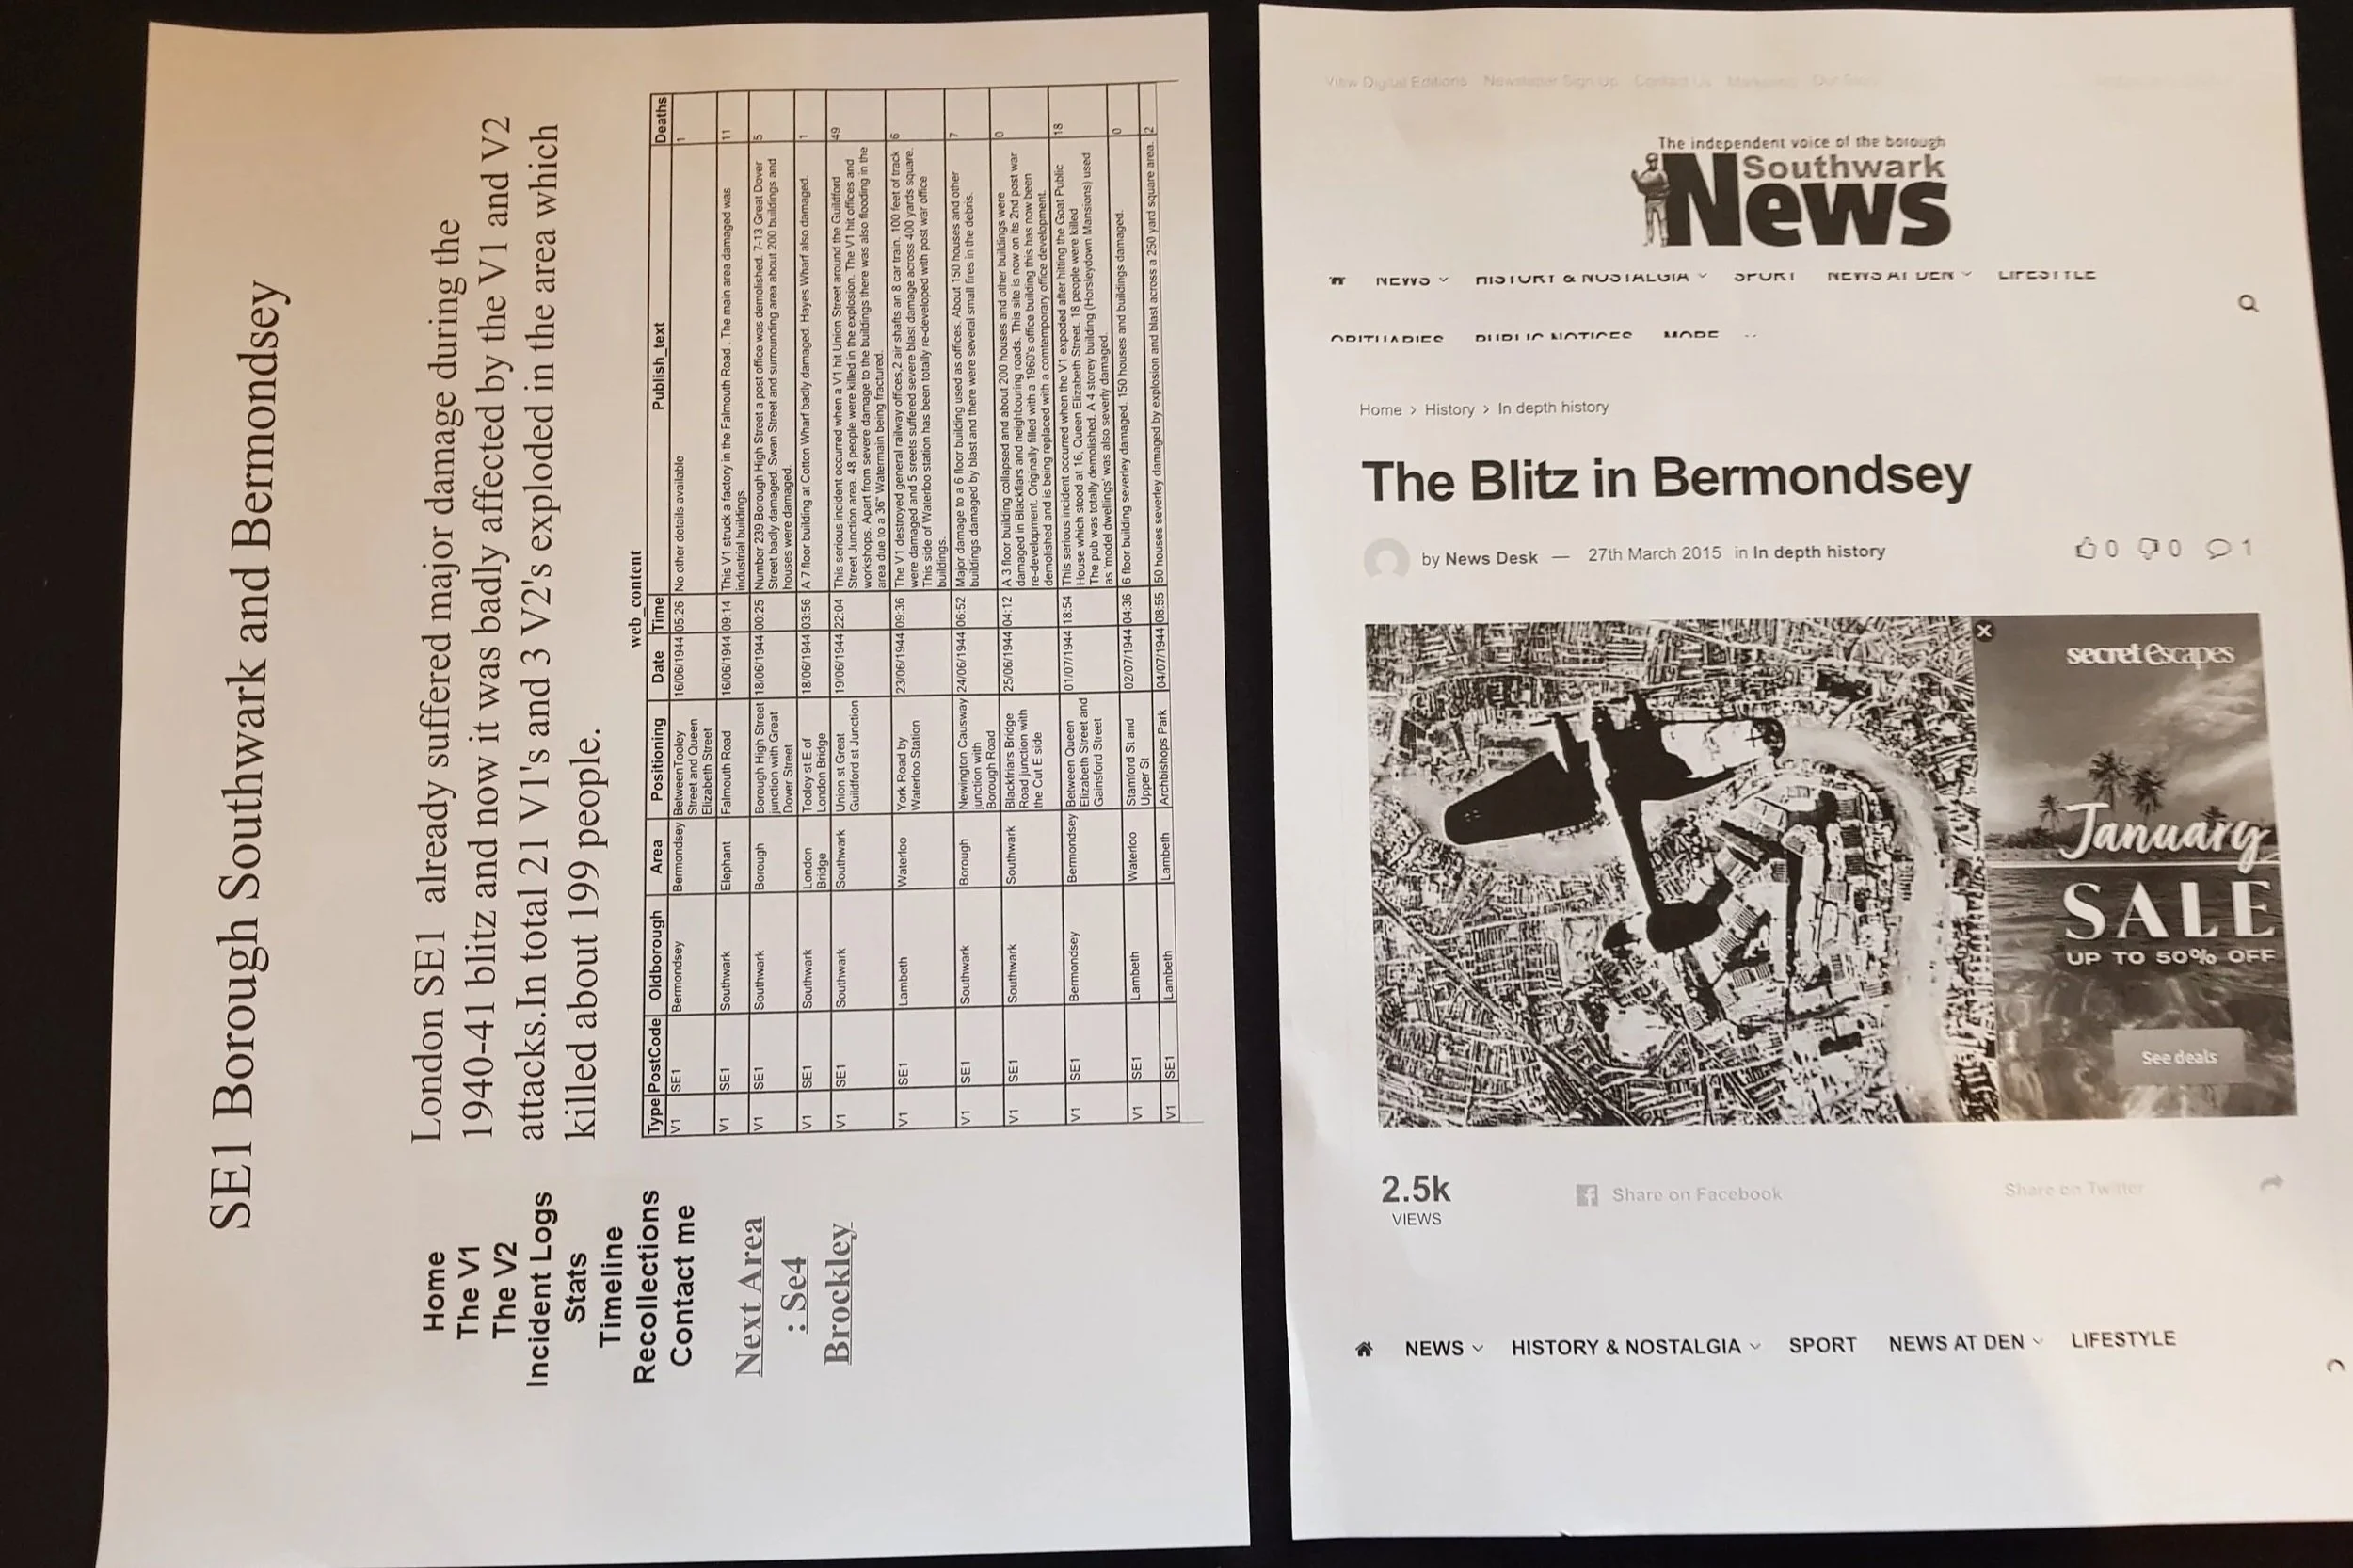 SE1 Borough Southwark and Bermondsey
Home
The V1
The V2
Incident Logs
Stats
Timeline
Recollections
Contact me
Next Area
: Se4
Brockley
London SE1 already suffered major damage during the
1940-41 blitz and now it was badly affected by the V1 and V2
attacks.In total 21 V1's and 3 V2's exploded in the area which
killed about 199 people.
web_content
Type PostCode Oldborough Area Positioning Date Time Publish_text Deaths
V1 SE1 Bermondsey Bermondsey BetweenTooley 16/06/1944 05:26 No other details available 1
Street and Queen
Elizabeth Street
V1 SE1 Southwark Elephant Falmouth Road 16/06/1944 09:14 This V1 struck a factory in the Falmouth Road . The main area damaged was 11
industrial buildings.
V1 SE1 Southwark Borough Borough High Street 18/06/1944 00:25 Number 239 Borough High Street a post office was demolished. 7-13 Great Dover 5
junction with Great Street badly damaged. Swan Street and surrounding area about 200 buildings and
Dover Street houses were damaged.
V1 SE1 Southwark London Tooley st E of 18/06/1944 03:56 A 7 floor building at Cotton Wharf badly damaged. Hayes Wharf also damaged. 1
Bridge London Bridge
V1 SE1 Southwark Southwark Union st Great 19/06/1944 22:04 This serious incident occurred when a V1 hit Union Street around the Guildford 49
Guildford st Junction Street Junction area. 48 people were killed in the explosion. The V1 hit offices and
workshops. Apart from severe damage to the buildings there was also flooding in the
area due to a 36" Watermain being fractured.
V1 SE1 Lambeth Waterloo York Road by 23/06/1944 09:36 The V1 destroyed general railway offices,2 air shafts an 8 car train. 100 feet of track 6
Waterloo Station were damaged and 5 sreets suffered severe blast damage across 400 yards square.
This side of Waterloo station has been totally re-developed with post war office
buildings.
V1 SE1 Southwark Borough Newington Causway 24/06/1944 06:52 Major damage to a 6 floor building used as offices. About 150 houses and other 7
junction with buildings damaged by blast and there were several small fires in the debris.
Borough Road
V1 SE1 Southwark Southwark Blackfriars Bridge 25/06/1944 04:12 A 3 floor building collapsed and about 200 houses and other buildings were 0
Road junction with damaged in Blackfiars and neighbouring roads. This site is now on its 2nd post war
the Cut E side re-development. Originally filled with a 1960's office building this has now been
demolished and is being replaced with a comtemporary office development.
V1 SE1 Bermondsey Bermondsey Between Queen 01/07/1944 18:54 This serious incident occurred when the V1 expoded after hitting the Goat Public 18
Elizabeth Street and House which stood at 16, Queen Elizabeth Street. 18 people were killed
Gainsford Street The pub was totally demolished. A 4 storey building (Horsleydown Mansions) used
as 'model dwellings' was also severly damaged.
V1 SE1 Lambeth Waterloo Stamford St and 02/07/1944 04:36 6 floor building severley damaged. 150 houses and buildings damaged. 0
Upper St
V1 SE1 Lambeth Lambeth Archbishops Park 04/07/1944 08:55 50 houses severley damaged by explosion and blast across a 250 yard square area. 2
View Digital Editions Newsletter Sign Up Contact Us Marketing
The independent voice of the borough
Southwark
News
NEWS HISTORY & NOSTALGIA SPORT NEWS AT DEN LIFESTYLE
OBITUARIES PUBLIC NOTICES MORE
Home > History > In depth history
The Blitz in Bermondsey
by News Desk — 27th March 2015 in In depth history
0 0 1
secret escapes
January
SALE
UP TO 50% OFF
See deals
2.5k
VIEWS
Share on Facebook
Share on Twitter
NEWS HISTORY & NOSTALGIA SPORT NEWS AT DEN LIFESTYLE